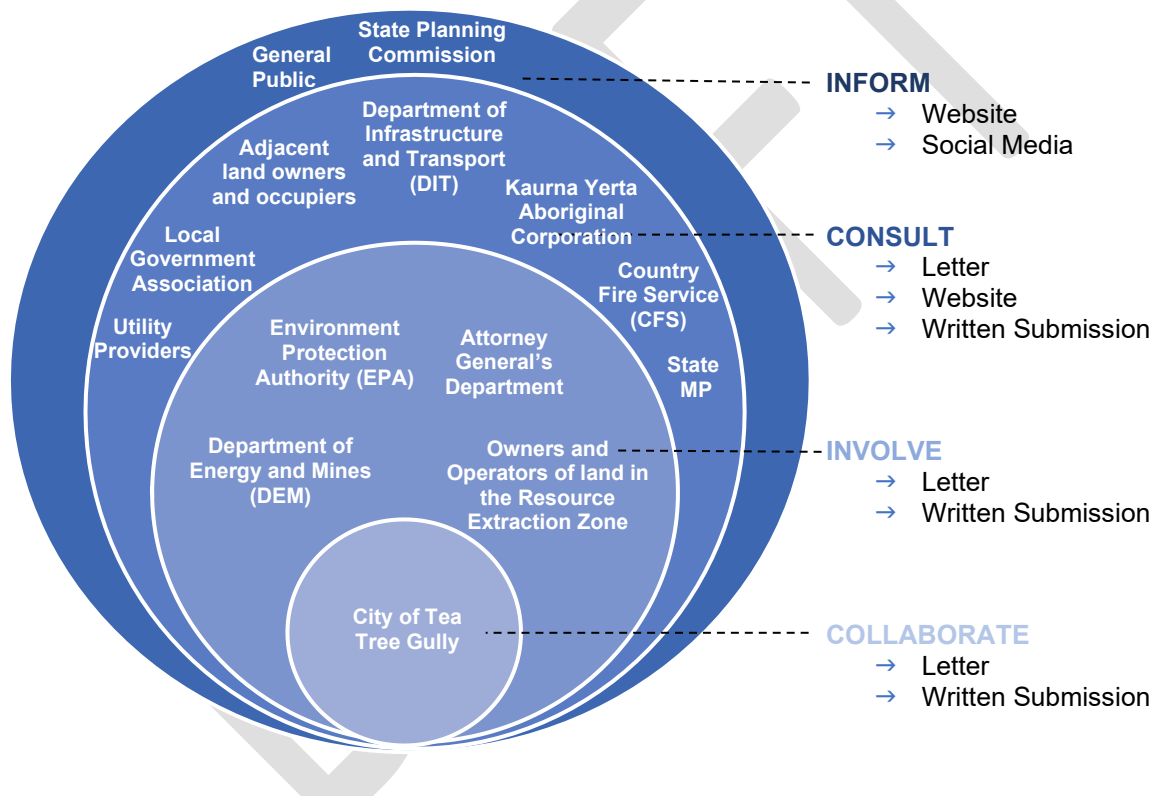 State Planning
Commission
General
Public
Department of
Infrastructure
and Transport
(DIT)
Adjacent
land owners
and occupiers
Kaurna Yerta
Aboriginal
Corporation
Local
Government
Association
Country
Fire Service
(CFS)
Utility
Providers
State
MP
Environment
Protection
Authority (EPA)
Attorney
General’s
Department
Department of
Energy and Mines
(DEM)
Owners and
Operators of land in
the Resource
Extraction Zone
City of Tea
Tree Gully
INFORM
→ Website
→ Social Media
CONSULT
→ Letter
→ Website
→ Written Submission
INVOLVE
→ Letter
→ Written Submission
COLLABORATE
→ Letter
→ Written Submission